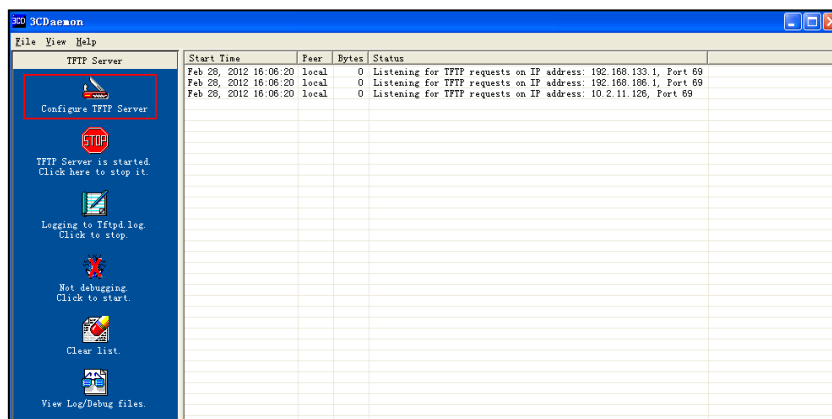 3CD 3CDaemon
File View Help
TFTP Server
Configure TFTP Server
STOP
TFTP Server is started.
Click here to stop it.
Logging to Tftpd.log.
Click to stop.
Not debugging.
Click to start.
Clear list.
View Log/Debug files.
Start Time Peer Bytes Status
Feb 28, 2012 16:06:20 local 0 Listening for TFTP requests on IP address: 192.168.133.1, Port 69
Feb 28, 2012 16:06:20 local 0 Listening for TFTP requests on IP address: 192.168.186.1, Port 69
Feb 28, 2012 16:06:20 local 0 Listening for TFTP requests on IP address: 10.2.11.126, Port 69